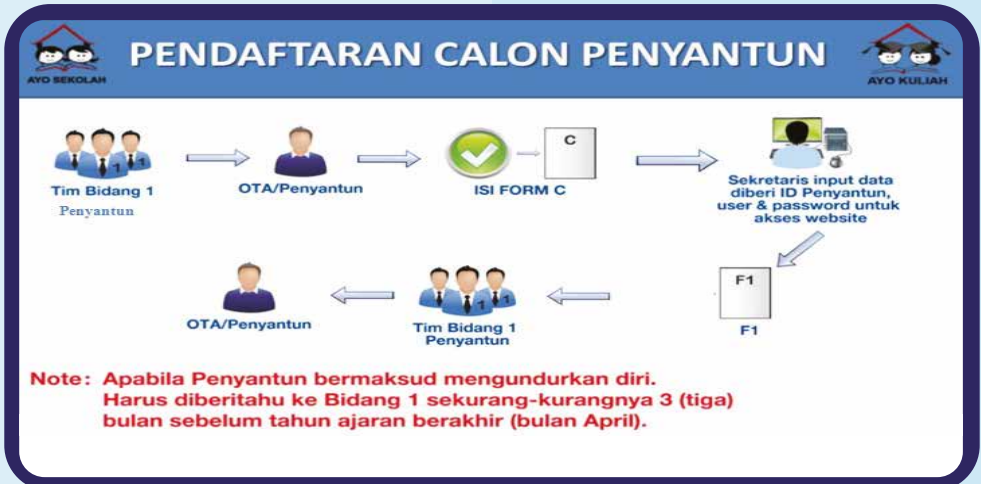 AYO SEKOLAH
PENDAFTARAN CALON PENYANTUN
AYO KULIAH
Tim Bidang 1
Penyantun
OTA/Penyantun
C
ISI FORM C
Sekretaris input data
diberi ID Penyantun,
user & password untuk
akses website
OTA/Penyantun
Tim Bidang 1
Penyantun
F1
F1
Note: Apabila Penyantun bermaksud mengundurkan diri.
Harus diberitahu ke Bidang 1 sekurang-kurangnya 3 (tiga)
bulan sebelum tahun ajaran berakhir (bulan April).